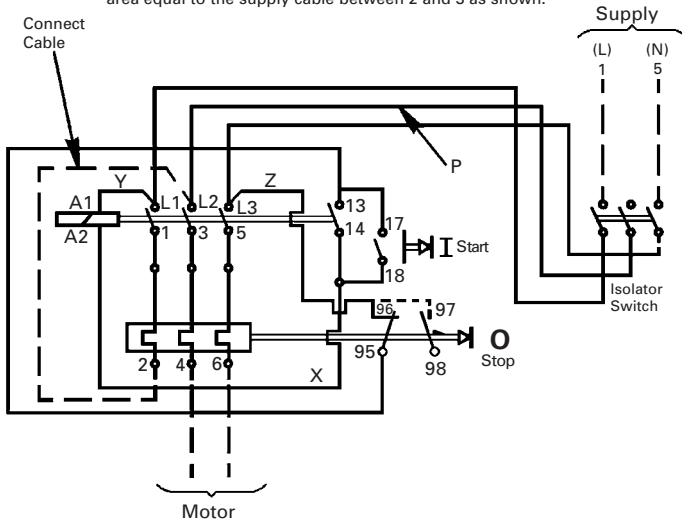 area equal to the supply cable between 2 and 3 as shown.
Connect
Cable
Supply
(L) (N)
1 5
P
Y Z
A1 L1 L2 L3 13
A2 1 3 5 14
17
18
I Start
Isolator
Switch
96 97
95 98
O
Stop
2 4 6
X
Motor